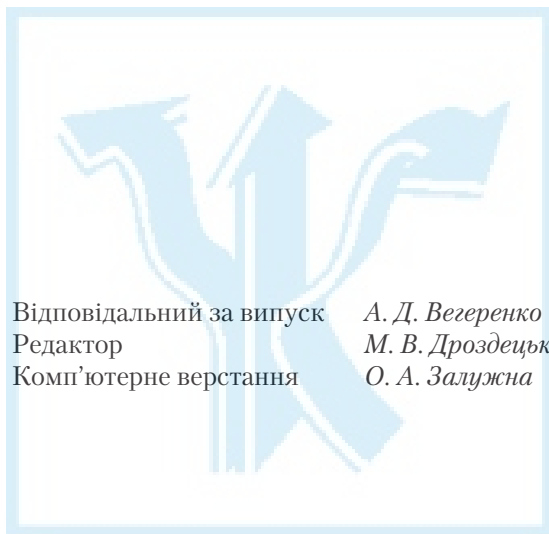 Відповідальний за випуск А. Д. Вегеренко
Редактор М. В. Дроздецьк
Комп’ютерне верстання О. А. Залужна